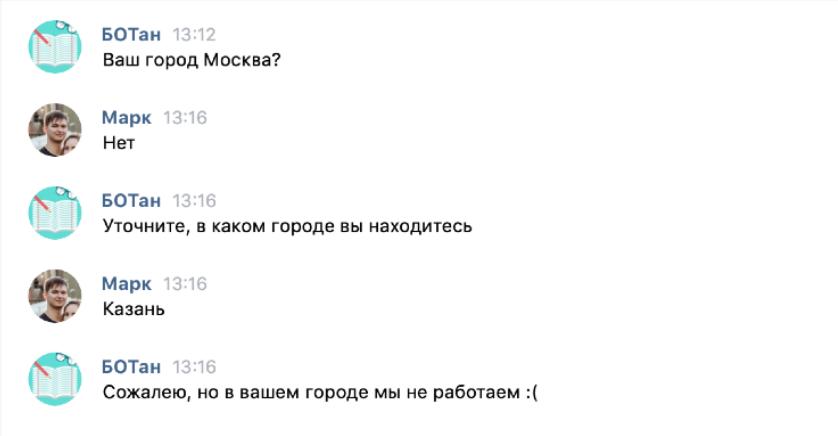 БОТан 13:12
Ваш город Москва?
Марк 13:16
Нет
БОТан 13:16
Уточните, в каком городе вы находитесь
Марк 13:16
Казань
БОТан 13:16
Сожалею, но в вашем городе мы не работаем :(